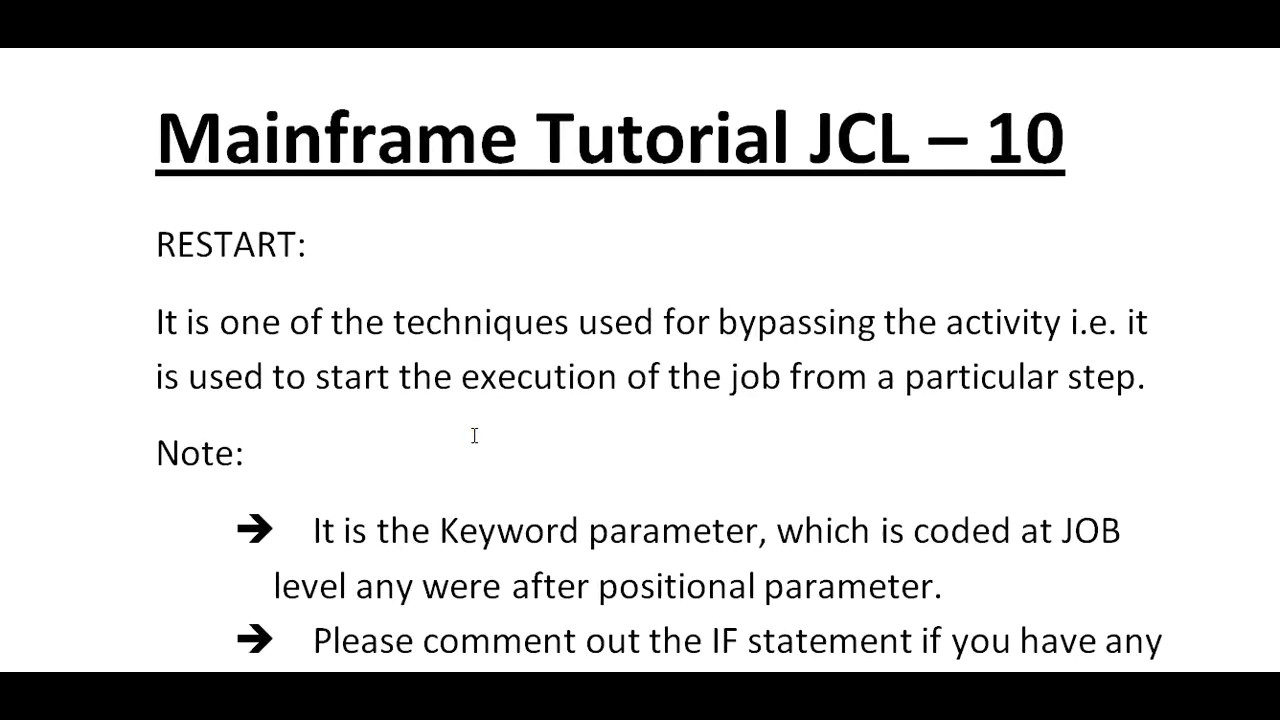 Mainframe Tutorial JCL – 10
RESTART:
It is one of the techniques used for bypassing the activity i.e. it
is used to start the execution of the job from a particular step.
Note:
➔ It is the Keyword parameter, which is coded at JOB
level any were after positional parameter.
➔ Please comment out the IF statement if you have any